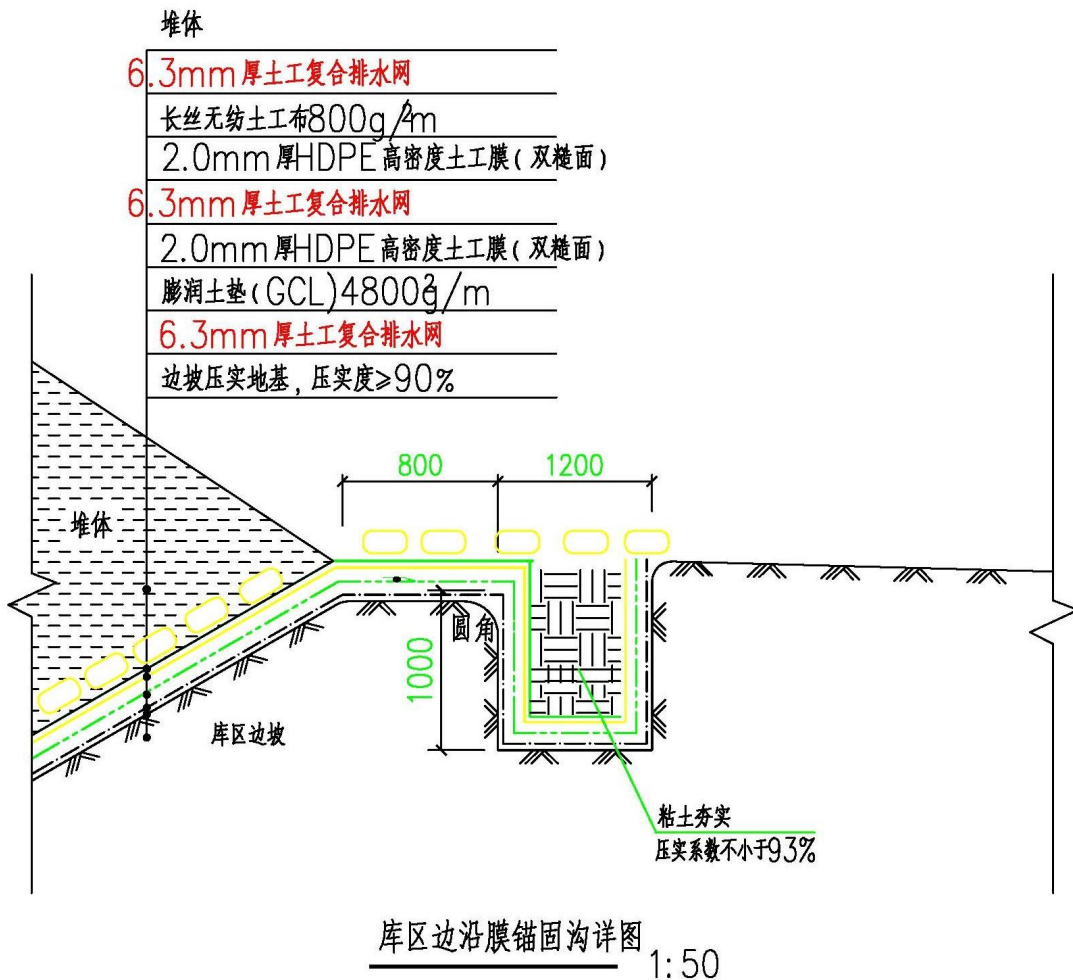 堆体
6.3mm厚土工复合排水网
长丝无纺土工布800g/m²
2.0mm厚HDPE高密度土工膜(双糙面)
6.3mm厚土工复合排水网
2.0mm厚HDPE高密度土工膜(双糙面)
膨润土垫(GCL)4800g/m²
6.3mm厚土工复合排水网
边坡压实地基,压实度≥90%
800
1200
堆体
圆角
1000
库区边坡
粘土夯实
压实系数不小于93%
库区边沿膜锚固沟详图
1:50